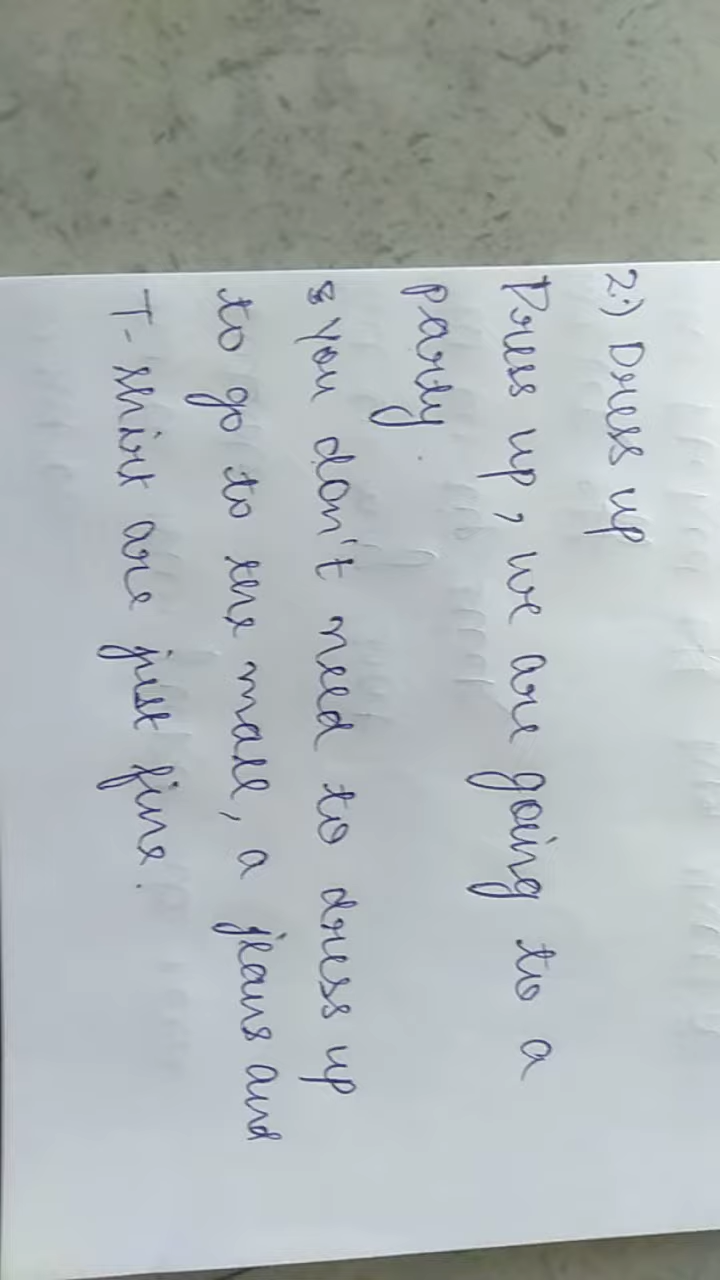 2:) Dress up
Dress up, we are going to a
party.
you don't need to dress up
to go to the mall, a jeans and
T-shirt are just fine.